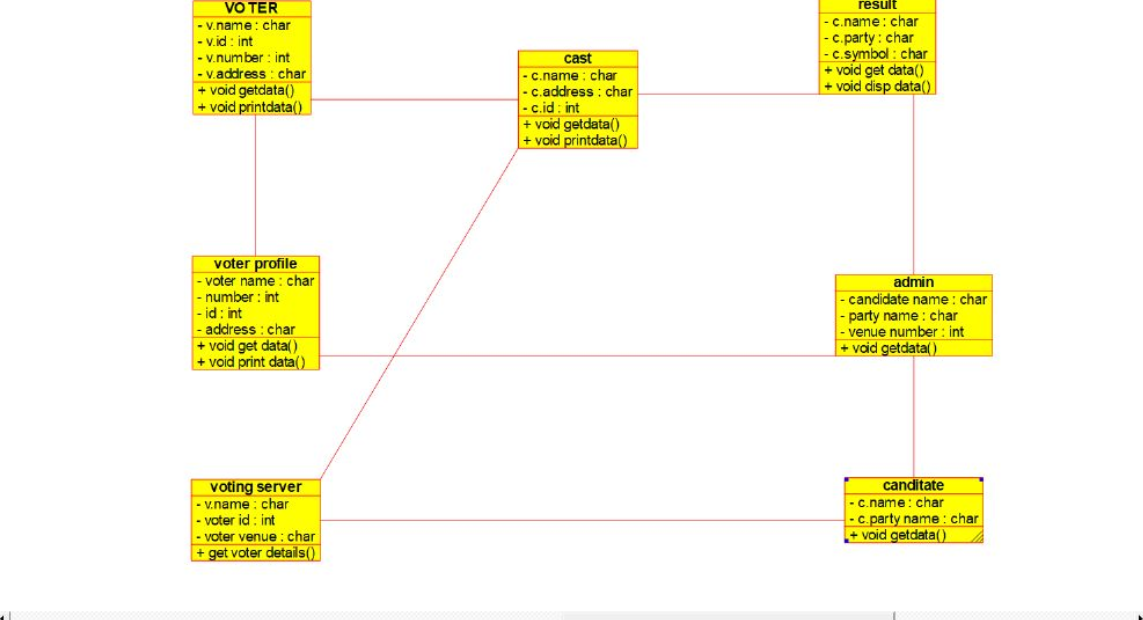 VOTER
- v.name : char
- v.id : int
- v.number : int
- v.address : char
+ void getdata()
+ void printdata()
cast
- c.name : char
- c.address : char
- c.id : int
+ void getdata()
+ void printdata()
result
- c.name : char
- c.party : char
- c.symbol : char
+ void get data()
+ void disp data()
voter profile
- voter name : char
- number : int
- id : int
- address : char
+ void get data()
+ void print data()
admin
- candidate name : char
- party name : char
- venue number : int
+ void getdata()
voting server
- v.name : char
- voter id : int
- voter venue : char
+ get voter details()
canditate
- c.name : char
- c.party name : char
+ void getdata()